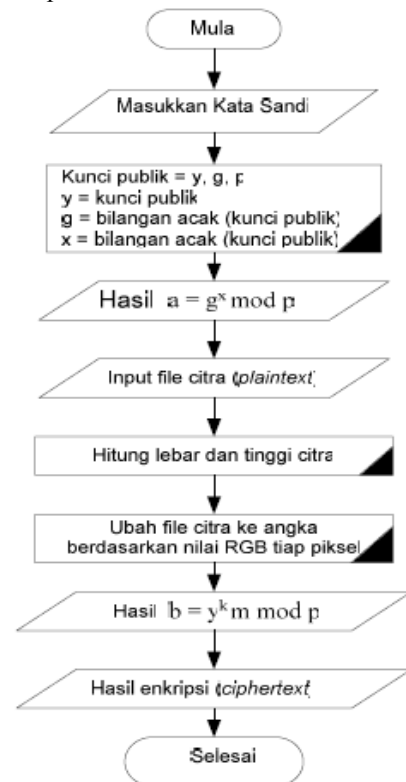 Mula
Masukkan Kata Sandi
Kunci publik = y, g, p
y = kunci publik
g = bilangan acak (kunci publik)
x = bilangan acak (kunci publik)
Hasil a = gˣ mod p
Input file citra (plaintext)
Hitung lebar dan tinggi citra
Ubah file citra ke angka
berdasarkan nilai RGB tiap piksel
Hasil b = yᵏ m mod p
Hasil enkripsi (ciphertext)
Selesai